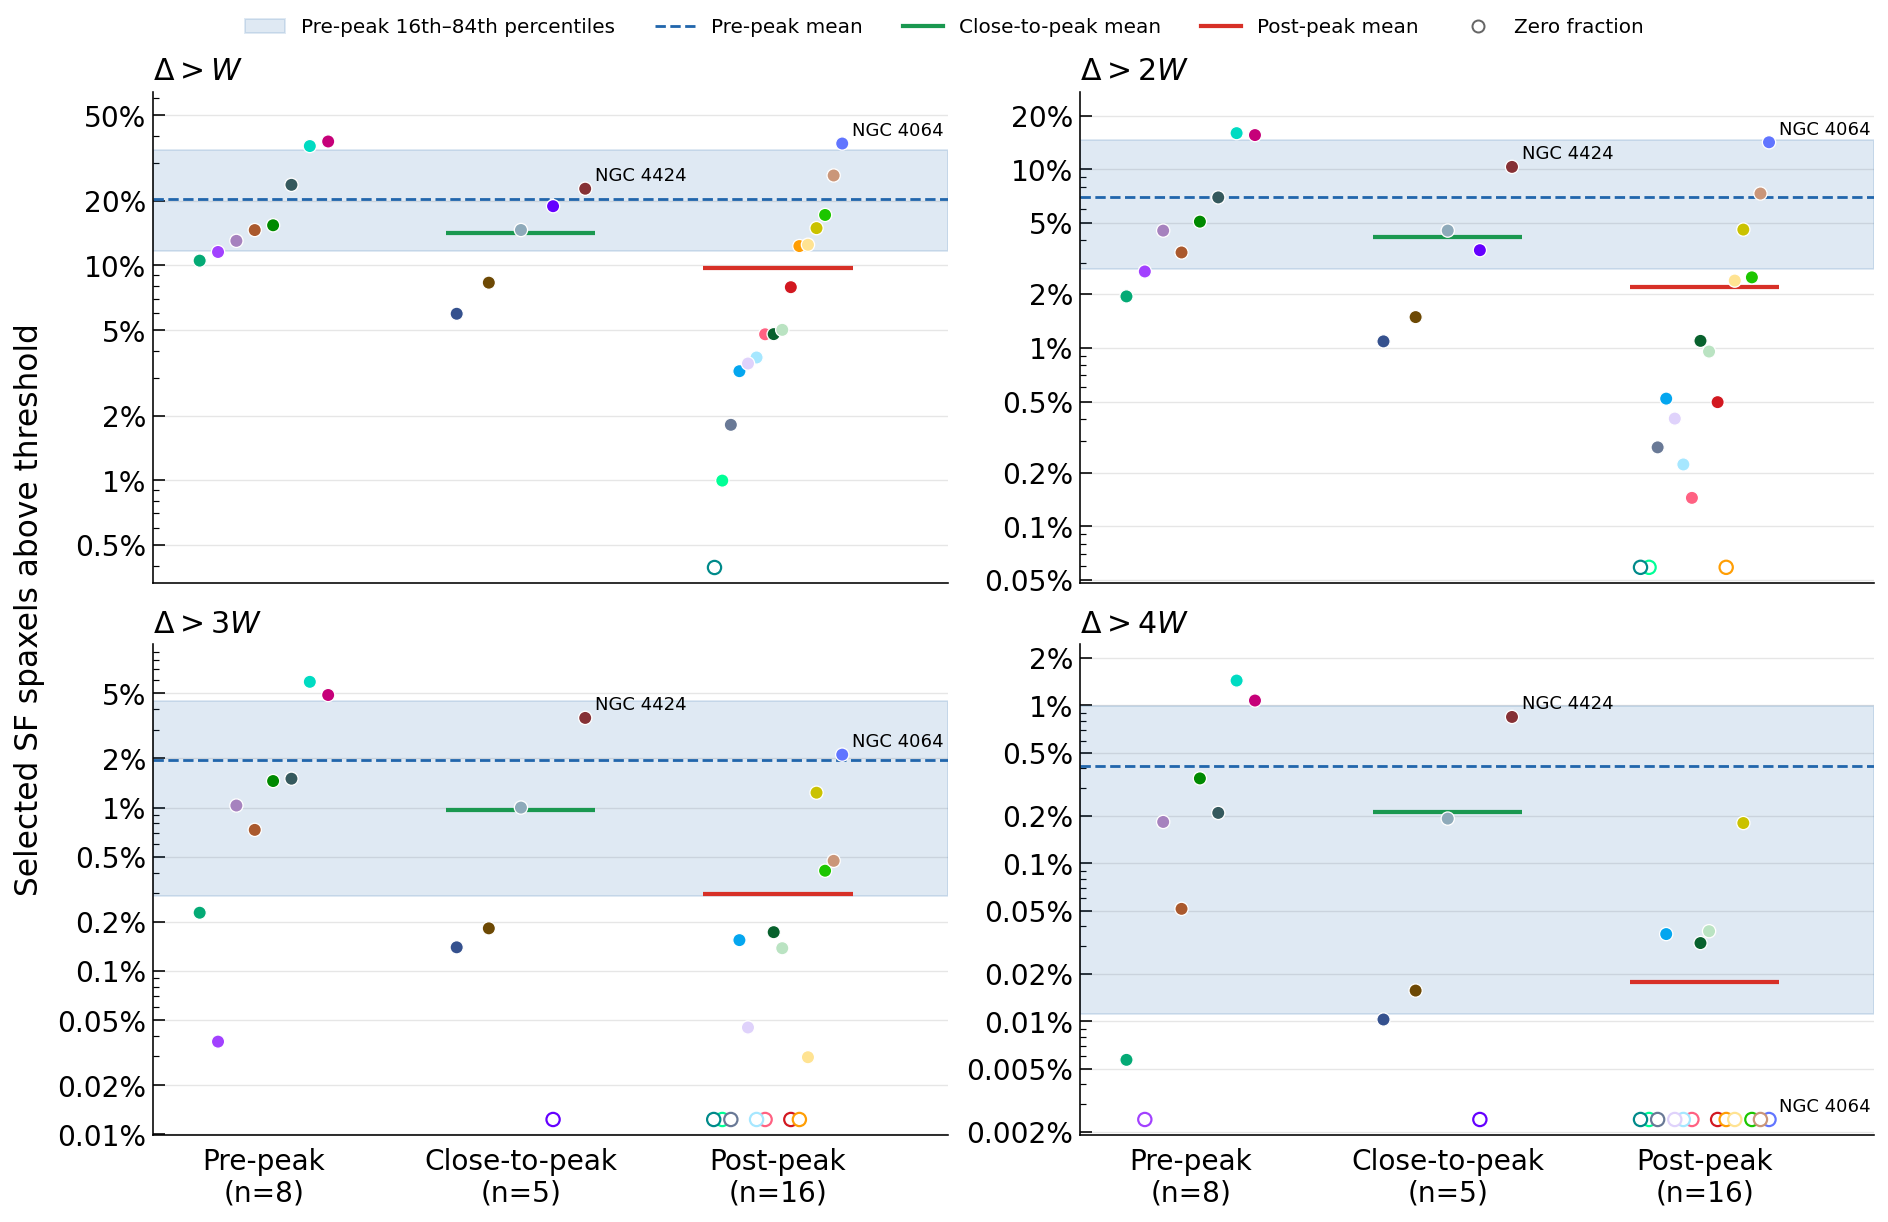 Pre-peak 16th–84th percentiles Pre-peak mean Close-to-peak mean Post-peak mean Zero fraction
Δ > W
Δ > 2W
Selected SF spaxels above threshold
50%
20%
10%
5%
2%
1%
0.5%
NGC 4424
NGC 4064
20%
10%
5%
2%
1%
0.5%
0.2%
0.1%
0.05%
NGC 4424
NGC 4064
Δ > 3W
Δ > 4W
5%
2%
1%
0.5%
0.2%
0.1%
0.05%
0.02%
0.01%
NGC 4424
NGC 4064
2%
1%
0.5%
0.2%
0.1%
0.05%
0.02%
0.01%
0.005%
0.002%
NGC 4424
NGC 4064
Pre-peak
(n=8)
Close-to-peak
(n=5)
Post-peak
(n=16)
Pre-peak
(n=8)
Close-to-peak
(n=5)
Post-peak
(n=16)